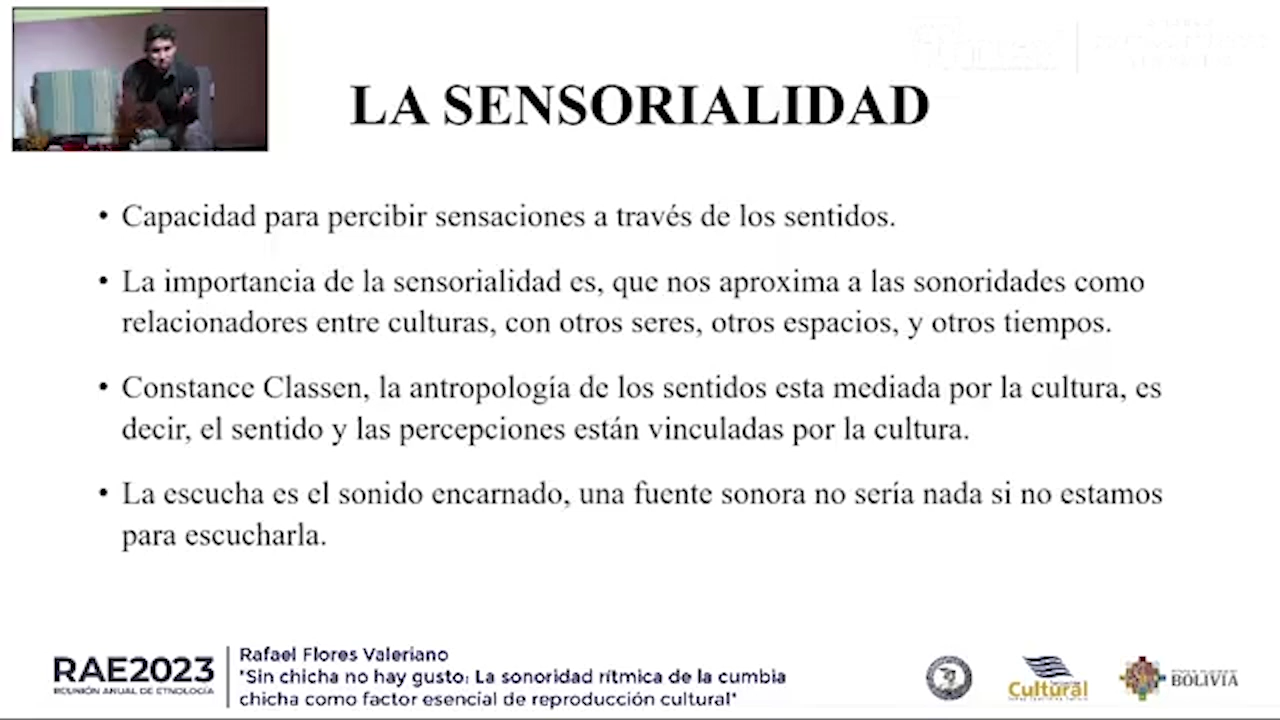 LA SENSORIALIDAD
• Capacidad para percibir sensaciones a través de los sentidos.
• La importancia de la sensorialidad es, que nos aproxima a las sonoridades como
relacionadores entre culturas, con otros seres, otros espacios, y otros tiempos.
• Constance Classen, la antropología de los sentidos esta mediada por la cultura, es
decir, el sentido y las percepciones están vinculadas por la cultura.
• La escucha es el sonido encarnado, una fuente sonora no sería nada si no estamos
para escucharla.
RAE2023
REUNIÓN ANUAL DE ETNOLOGÍA
Rafael Flores Valeriano
"Sin chicha no hay gusto: La sonoridad rítmica de la cumbia
chicha como factor esencial de reproducción cultural"
Cultural
BOLIVIA